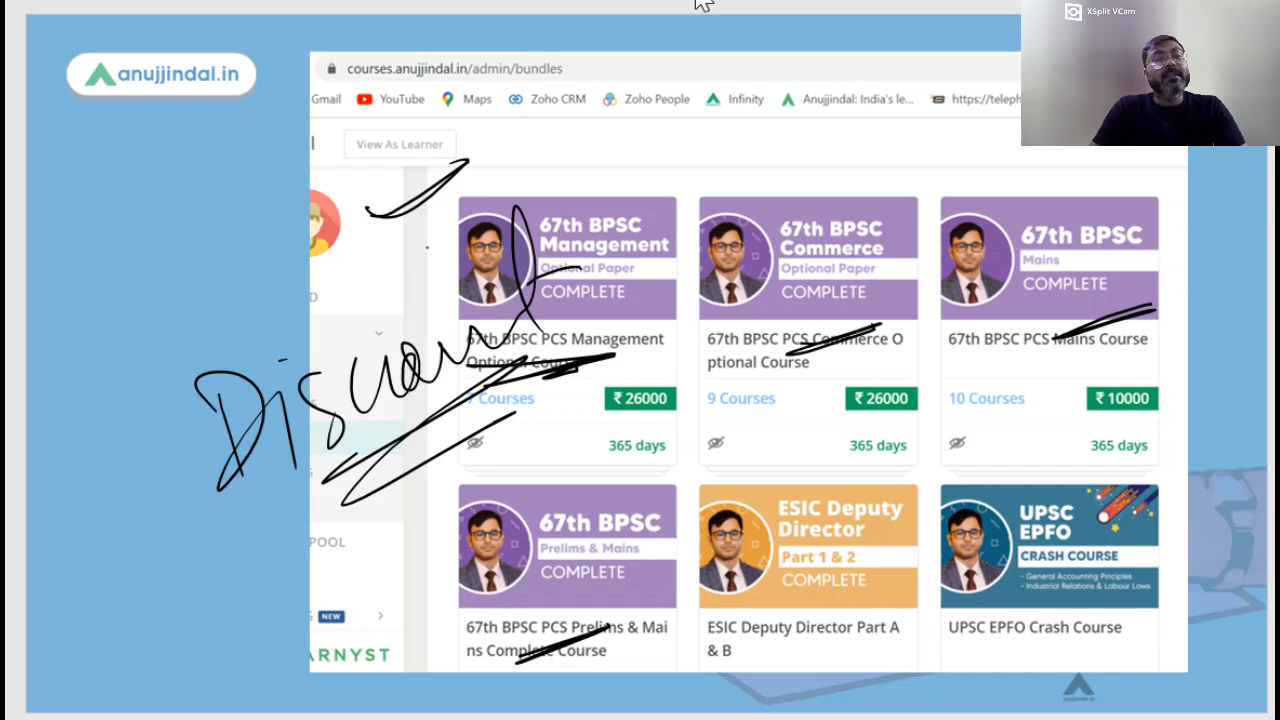 XSplit VCam
anujjindal.in
courses.anujjindal.in/admin/bundles
Gmail YouTube Maps Zoho CRM Zoho People Infinity Anujjindal: India's le... https://teleph
View As Learner
67th BPSC
Management
Optional Paper
COMPLETE
67th BPSC PCS Management
Optional Course
7 Courses ₹ 26000
365 days
67th BPSC
Commerce
Optional Paper
COMPLETE
67th BPSC PCS Commerce O
ptional Course
9 Courses ₹ 26000
365 days
67th BPSC
Mains
COMPLETE
67th BPSC PCS Mains Course
10 Courses ₹ 10000
365 days
Discount
POOL
NEW
ARNYST
67th BPSC
Prelims & Mains
COMPLETE
67th BPSC PCS Prelims & Mai
ns Complete Course
ESIC Deputy
Director
Part 1 & 2
COMPLETE
ESIC Deputy Director Part A
& B
UPSC
EPFO
CRASH COURSE
- General Accounting Pinciples
- Industrial Relations & Labour Laws
UPSC EPFO Crash Course